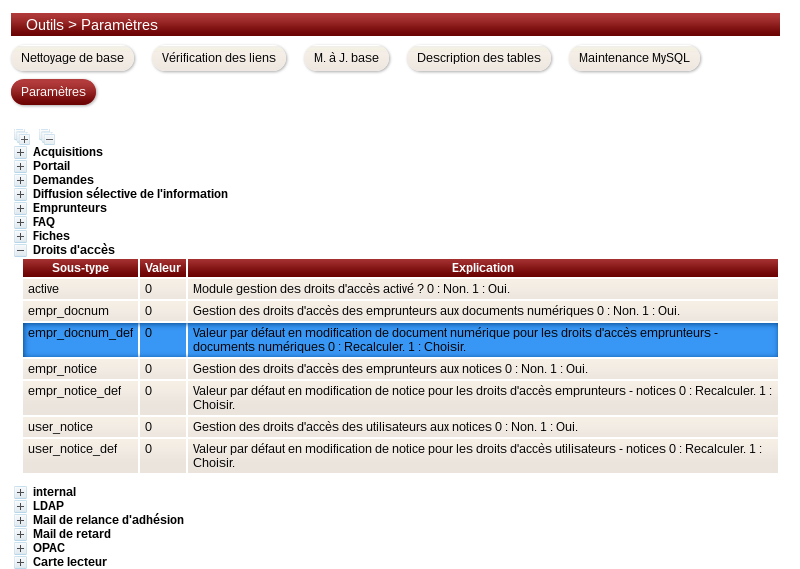 Outils > Paramètres
Nettoyage de base Vérification des liens M. à J. base Description des tables Maintenance MySQL
Paramètres
Acquisitions
Portail
Demandes
Diffusion sélective de l'information
Emprunteurs
FAQ
Fiches
Droits d'accès
Sous-type Valeur Explication
active 0 Module gestion des droits d'accès activé ? 0 : Non. 1 : Oui.
empr_docnum 0 Gestion des droits d'accès des emprunteurs aux documents numériques 0 : Non. 1 : Oui.
empr_docnum_def 0 Valeur par défaut en modification de document numérique pour les droits d'accès emprunteurs -
documents numériques 0 : Recalculer. 1 : Choisir.
empr_notice 0 Gestion des droits d'accès des emprunteurs aux notices 0 : Non. 1 : Oui.
empr_notice_def 0 Valeur par défaut en modification de notice pour les droits d'accès emprunteurs - notices 0 : Recalculer. 1 :
Choisir.
user_notice 0 Gestion des droits d'accès des utilisateurs aux notices 0 : Non. 1 : Oui.
user_notice_def 0 Valeur par défaut en modification de notice pour les droits d'accès utilisateurs - notices 0 : Recalculer. 1 :
Choisir.
internal
LDAP
Mail de relance d'adhésion
Mail de retard
OPAC
Carte lecteur